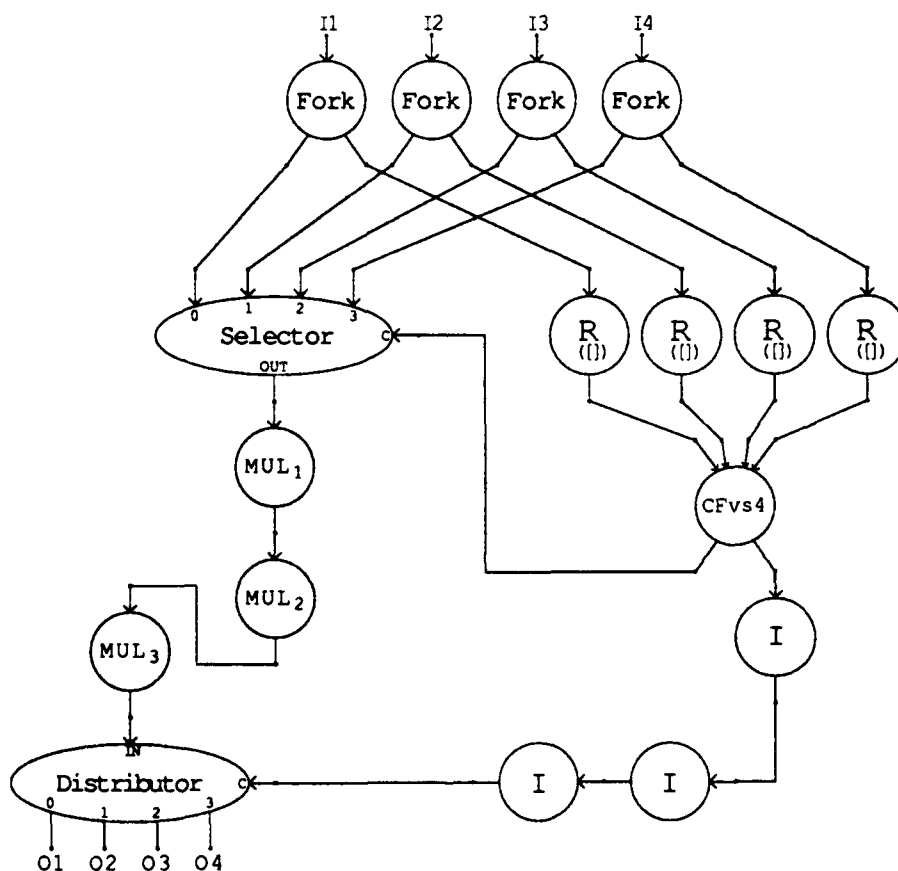 I1 I2 I3 I4
Fork Fork Fork Fork
0 1 2 3
Selector C
OUT
R R R R
([]) ([]) ([]) ([])
MUL1
CFvs4
MUL2
I
MUL3
IN
Distributor C
0 1 2 3
I I
O1 O2 O3 O4